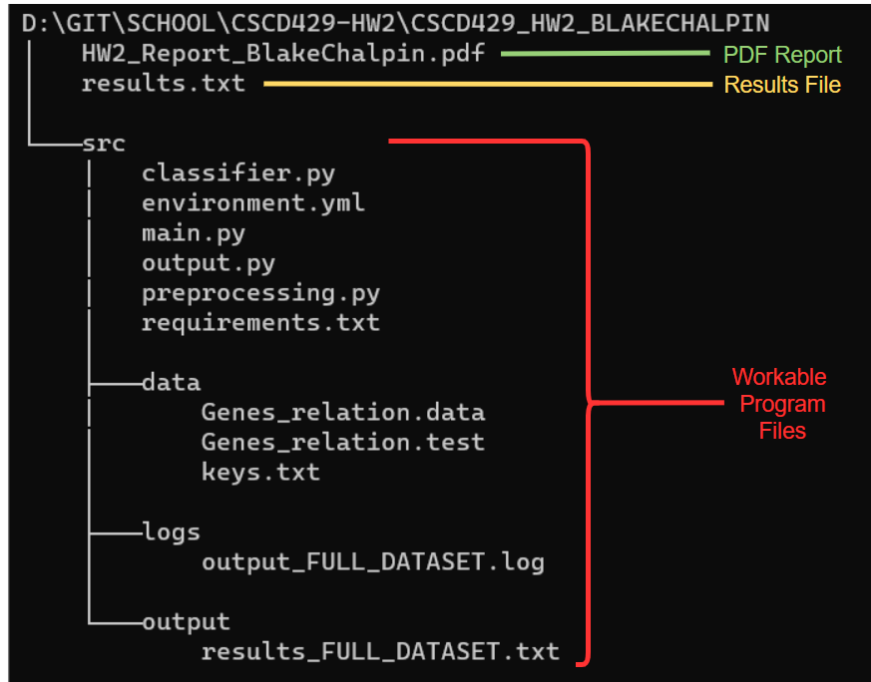 D:\GIT\SCHOOL\CSCD429-HW2\CSCD429_HW2_BLAKECHALPIN
HW2_Report_BlakeChalpin.pdf PDF Report
results.txt Results File
src
classifier.py
environment.yml
main.py
output.py
preprocessing.py
requirements.txt
data
Genes_relation.data
Genes_relation.test
keys.txt
logs
output_FULL_DATASET.log
output
results_FULL_DATASET.txt
Workable
Program
Files